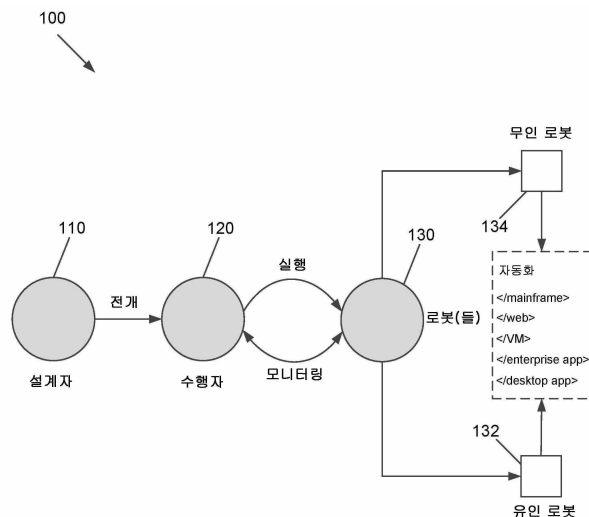 100
무인 로봇
134
110
120
130
실행
전개
로봇(들)
설계자
수행자
모니터링
자동화
</mainframe>
</web>
</VM>
</enterprise app>
</desktop app>
132
유인 로봇